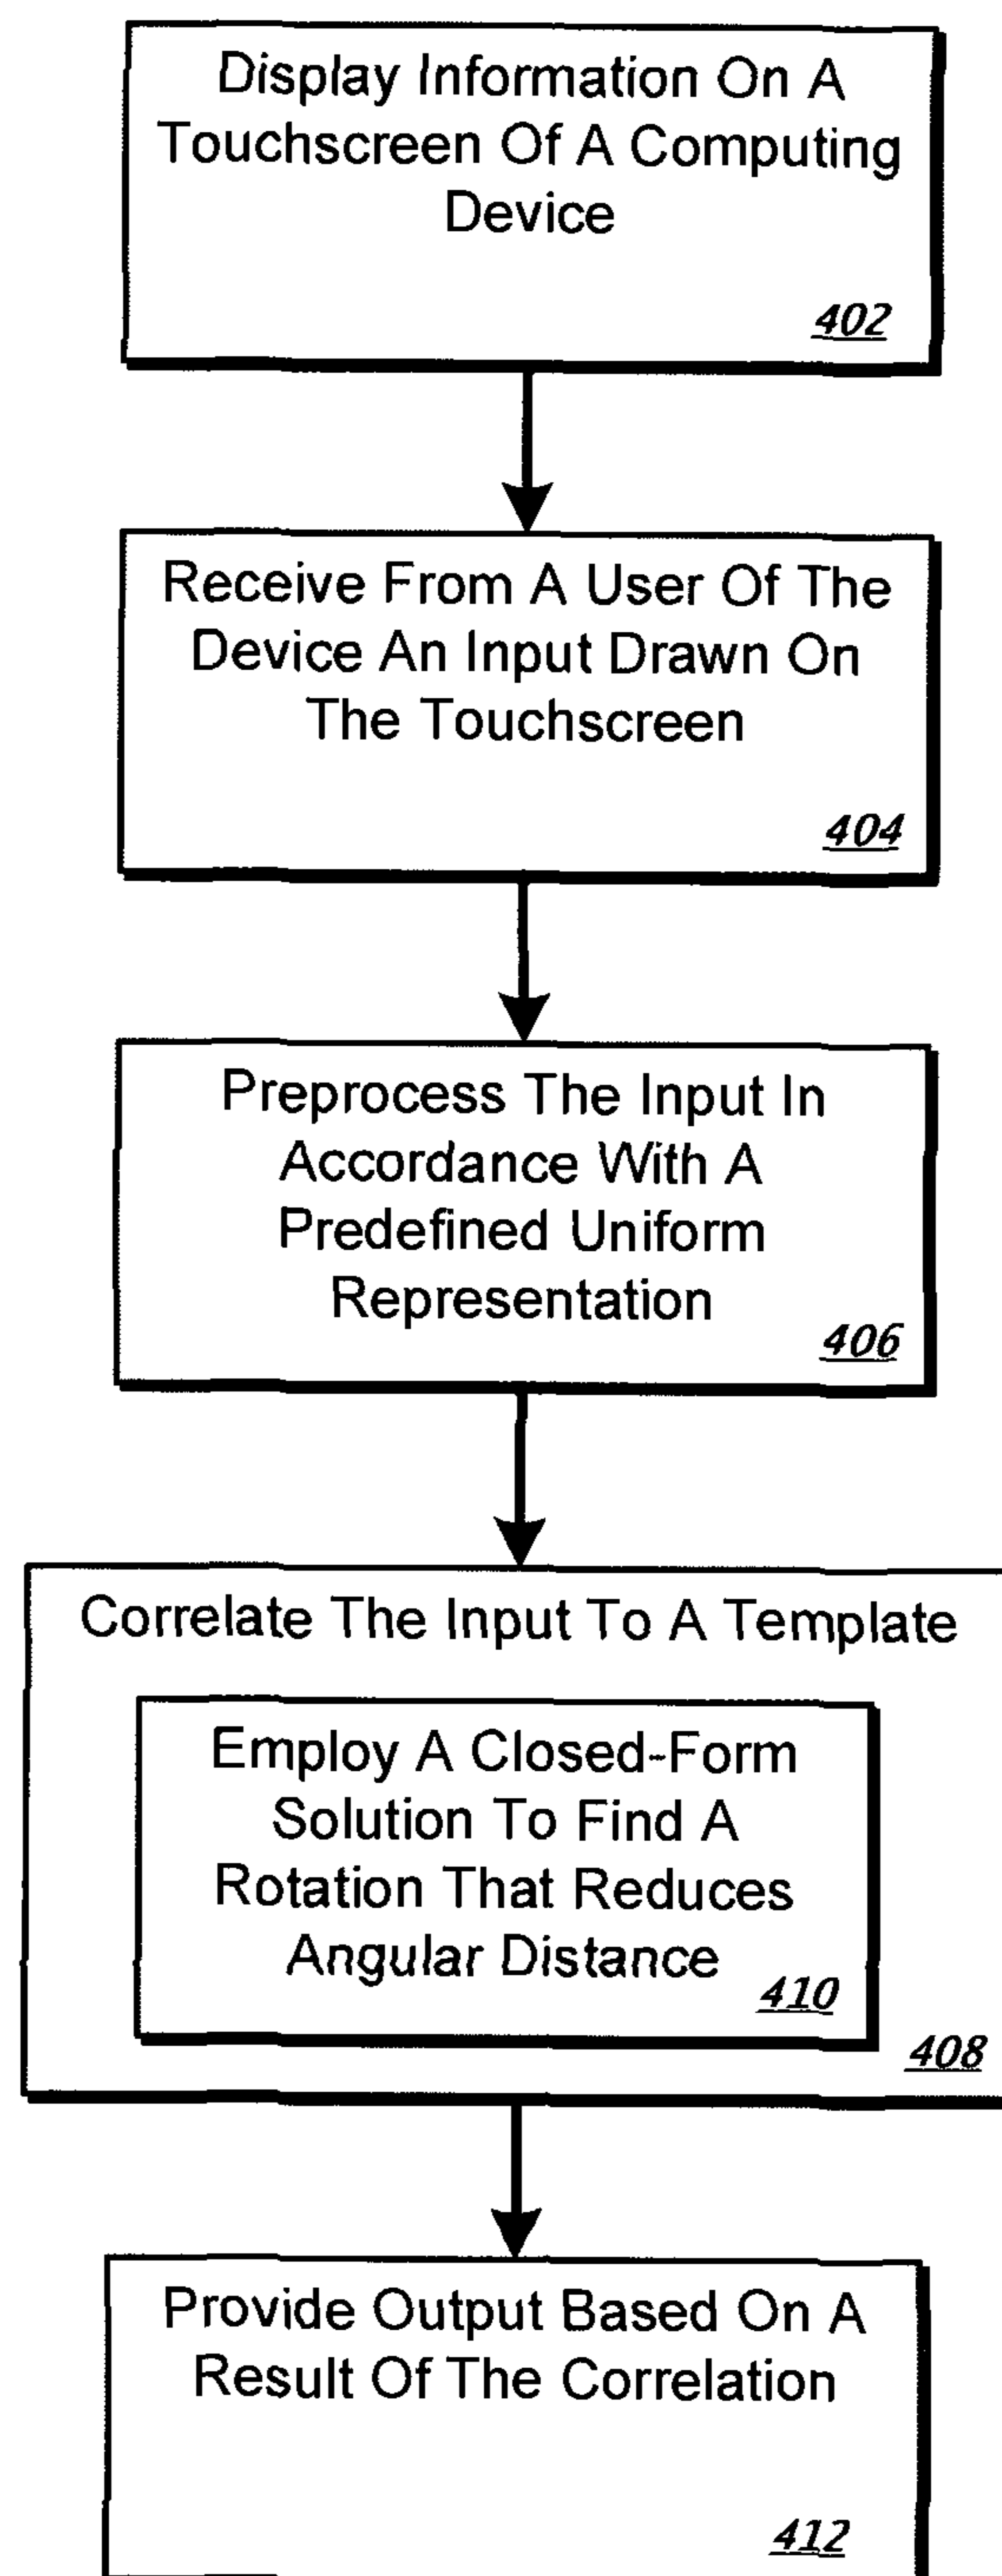 Display Information On A
Touchscreen Of A Computing
Device
402
Receive From A User Of The
Device An Input Drawn On
The Touchscreen
404
Preprocess The Input In
Accordance With A
Predefined Uniform
Representation
406
Correlate The Input To A Template
Employ A Closed-Form
Solution To Find A
Rotation That Reduces
Angular Distance
410
408
Provide Output Based On A
Result Of The Correlation
412